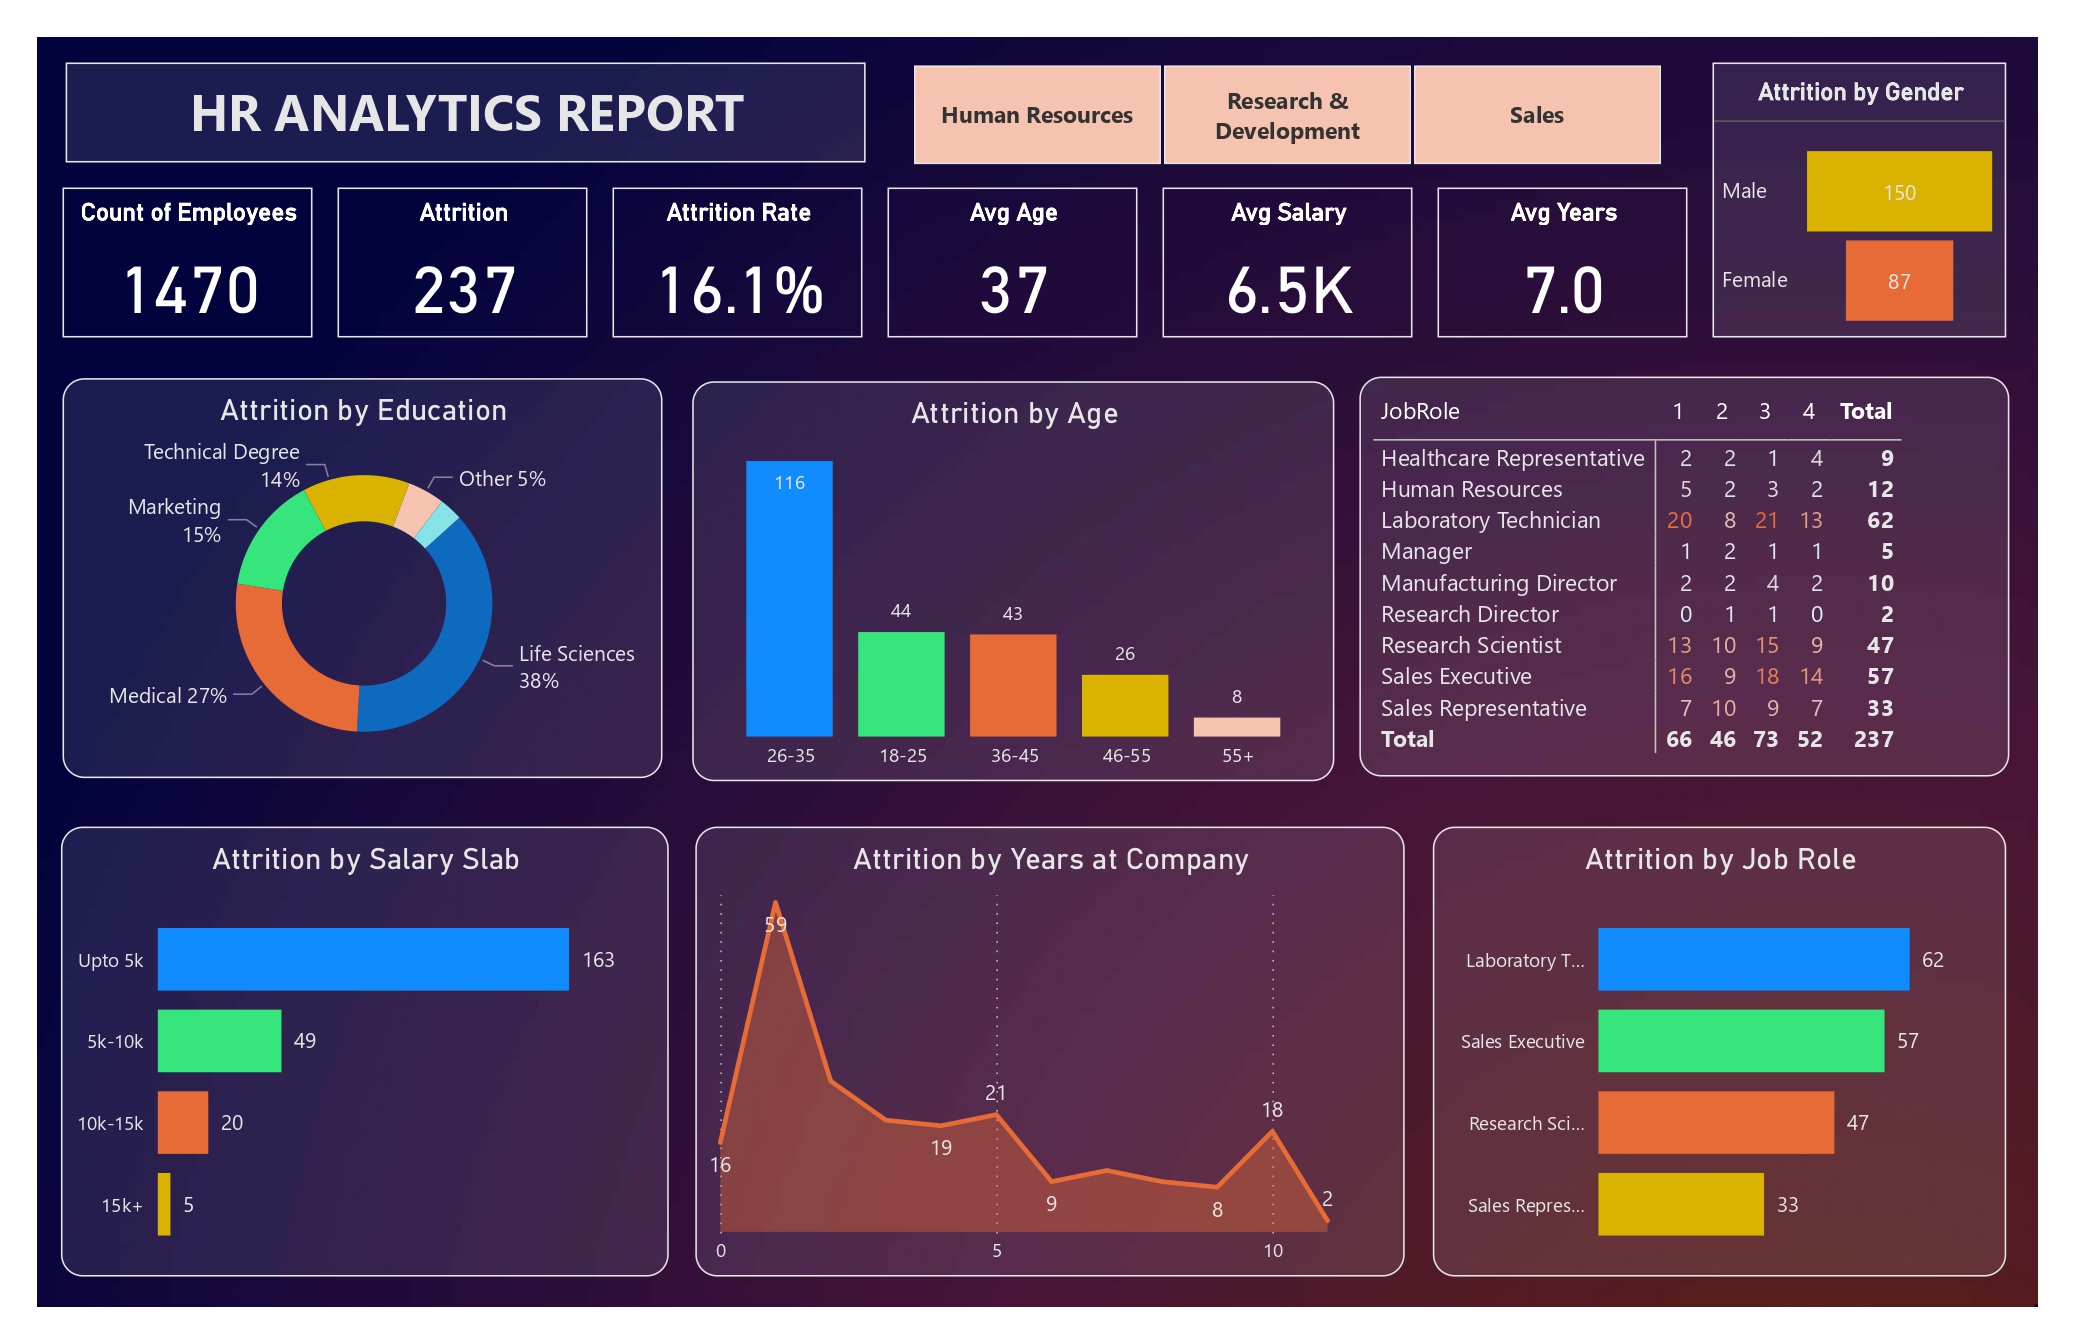 HR ANALYTICS REPORT
Human Resources
Research &
Development
Sales
Attrition by Gender
Male
150
Female
87
Count of Employees
1470
Attrition
237
Attrition Rate
16.1%
Avg Age
37
Avg Salary
6.5K
Avg Years
7.0
Attrition by Education
Technical Degree
14%
Other 5%
Marketing
15%
Life Sciences
38%
Medical 27%
Attrition by Age
116
44
43
26
8
26-35 18-25 36-45 46-55 55+
JobRole 1 2 3 4 Total
Healthcare Representative 2 2 1 4 9
Human Resources 5 2 3 2 12
Laboratory Technician 20 8 21 13 62
Manager 1 2 1 1 5
Manufacturing Director 2 2 4 2 10
Research Director 0 1 1 0 2
Research Scientist 13 10 15 9 47
Sales Executive 16 9 18 14 57
Sales Representative 7 10 9 7 33
Total 66 46 73 52 237
Attrition by Salary Slab
Upto 5k 163
5k-10k 49
10k-15k 20
15k+ 5
Attrition by Years at Company
59
21
18
19
16
9
8
2
0 5 10
Attrition by Job Role
Laboratory T... 62
Sales Executive 57
Research Sci... 47
Sales Repres... 33